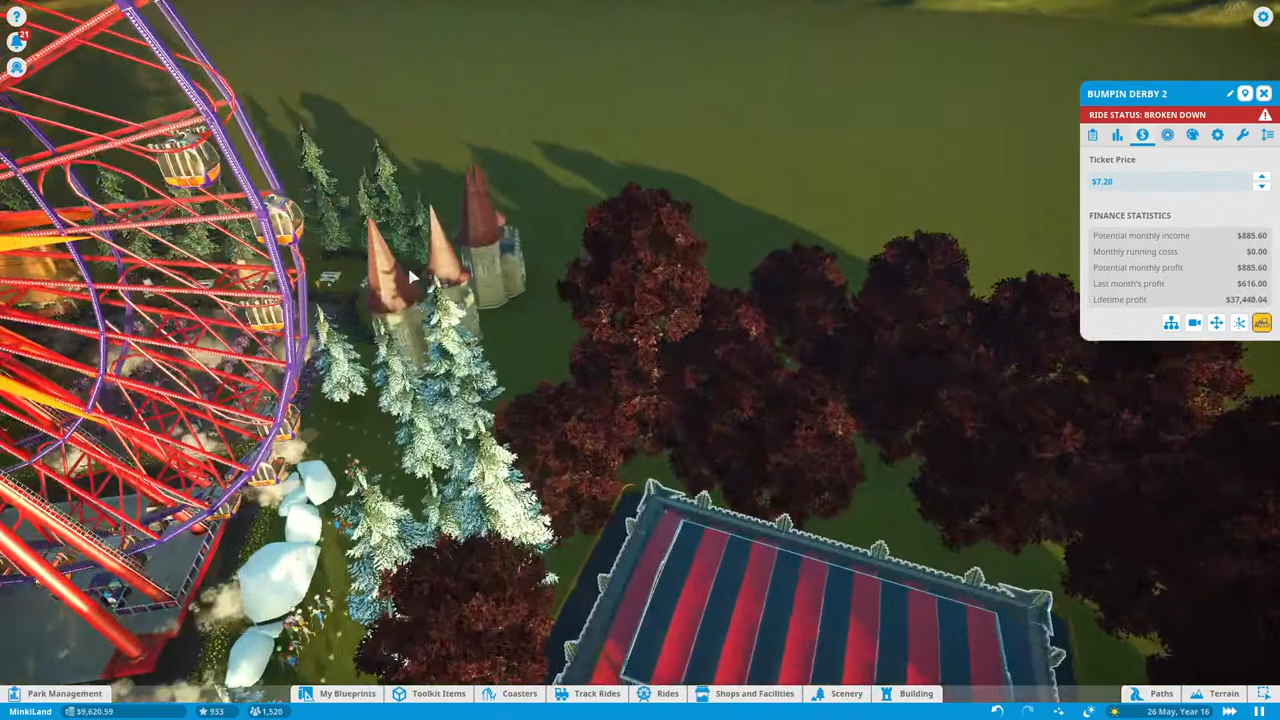 ?
21
BUMPIN DERBY 2
RIDE STATUS: BROKEN DOWN
Ticket Price
$7.20
FINANCE STATISTICS
Potential monthly income $885.60
Monthly running costs $0.00
Potential monthly profit $885.60
Last month's profit $616.00
Lifetime profit $37,440.04
Park Management My Blueprints Toolkit Items Coasters Track Rides Rides Shops and Facilities Scenery Building Paths Terrain
MinkiLand $9,620.59 933 1,520 26 May, Year 16